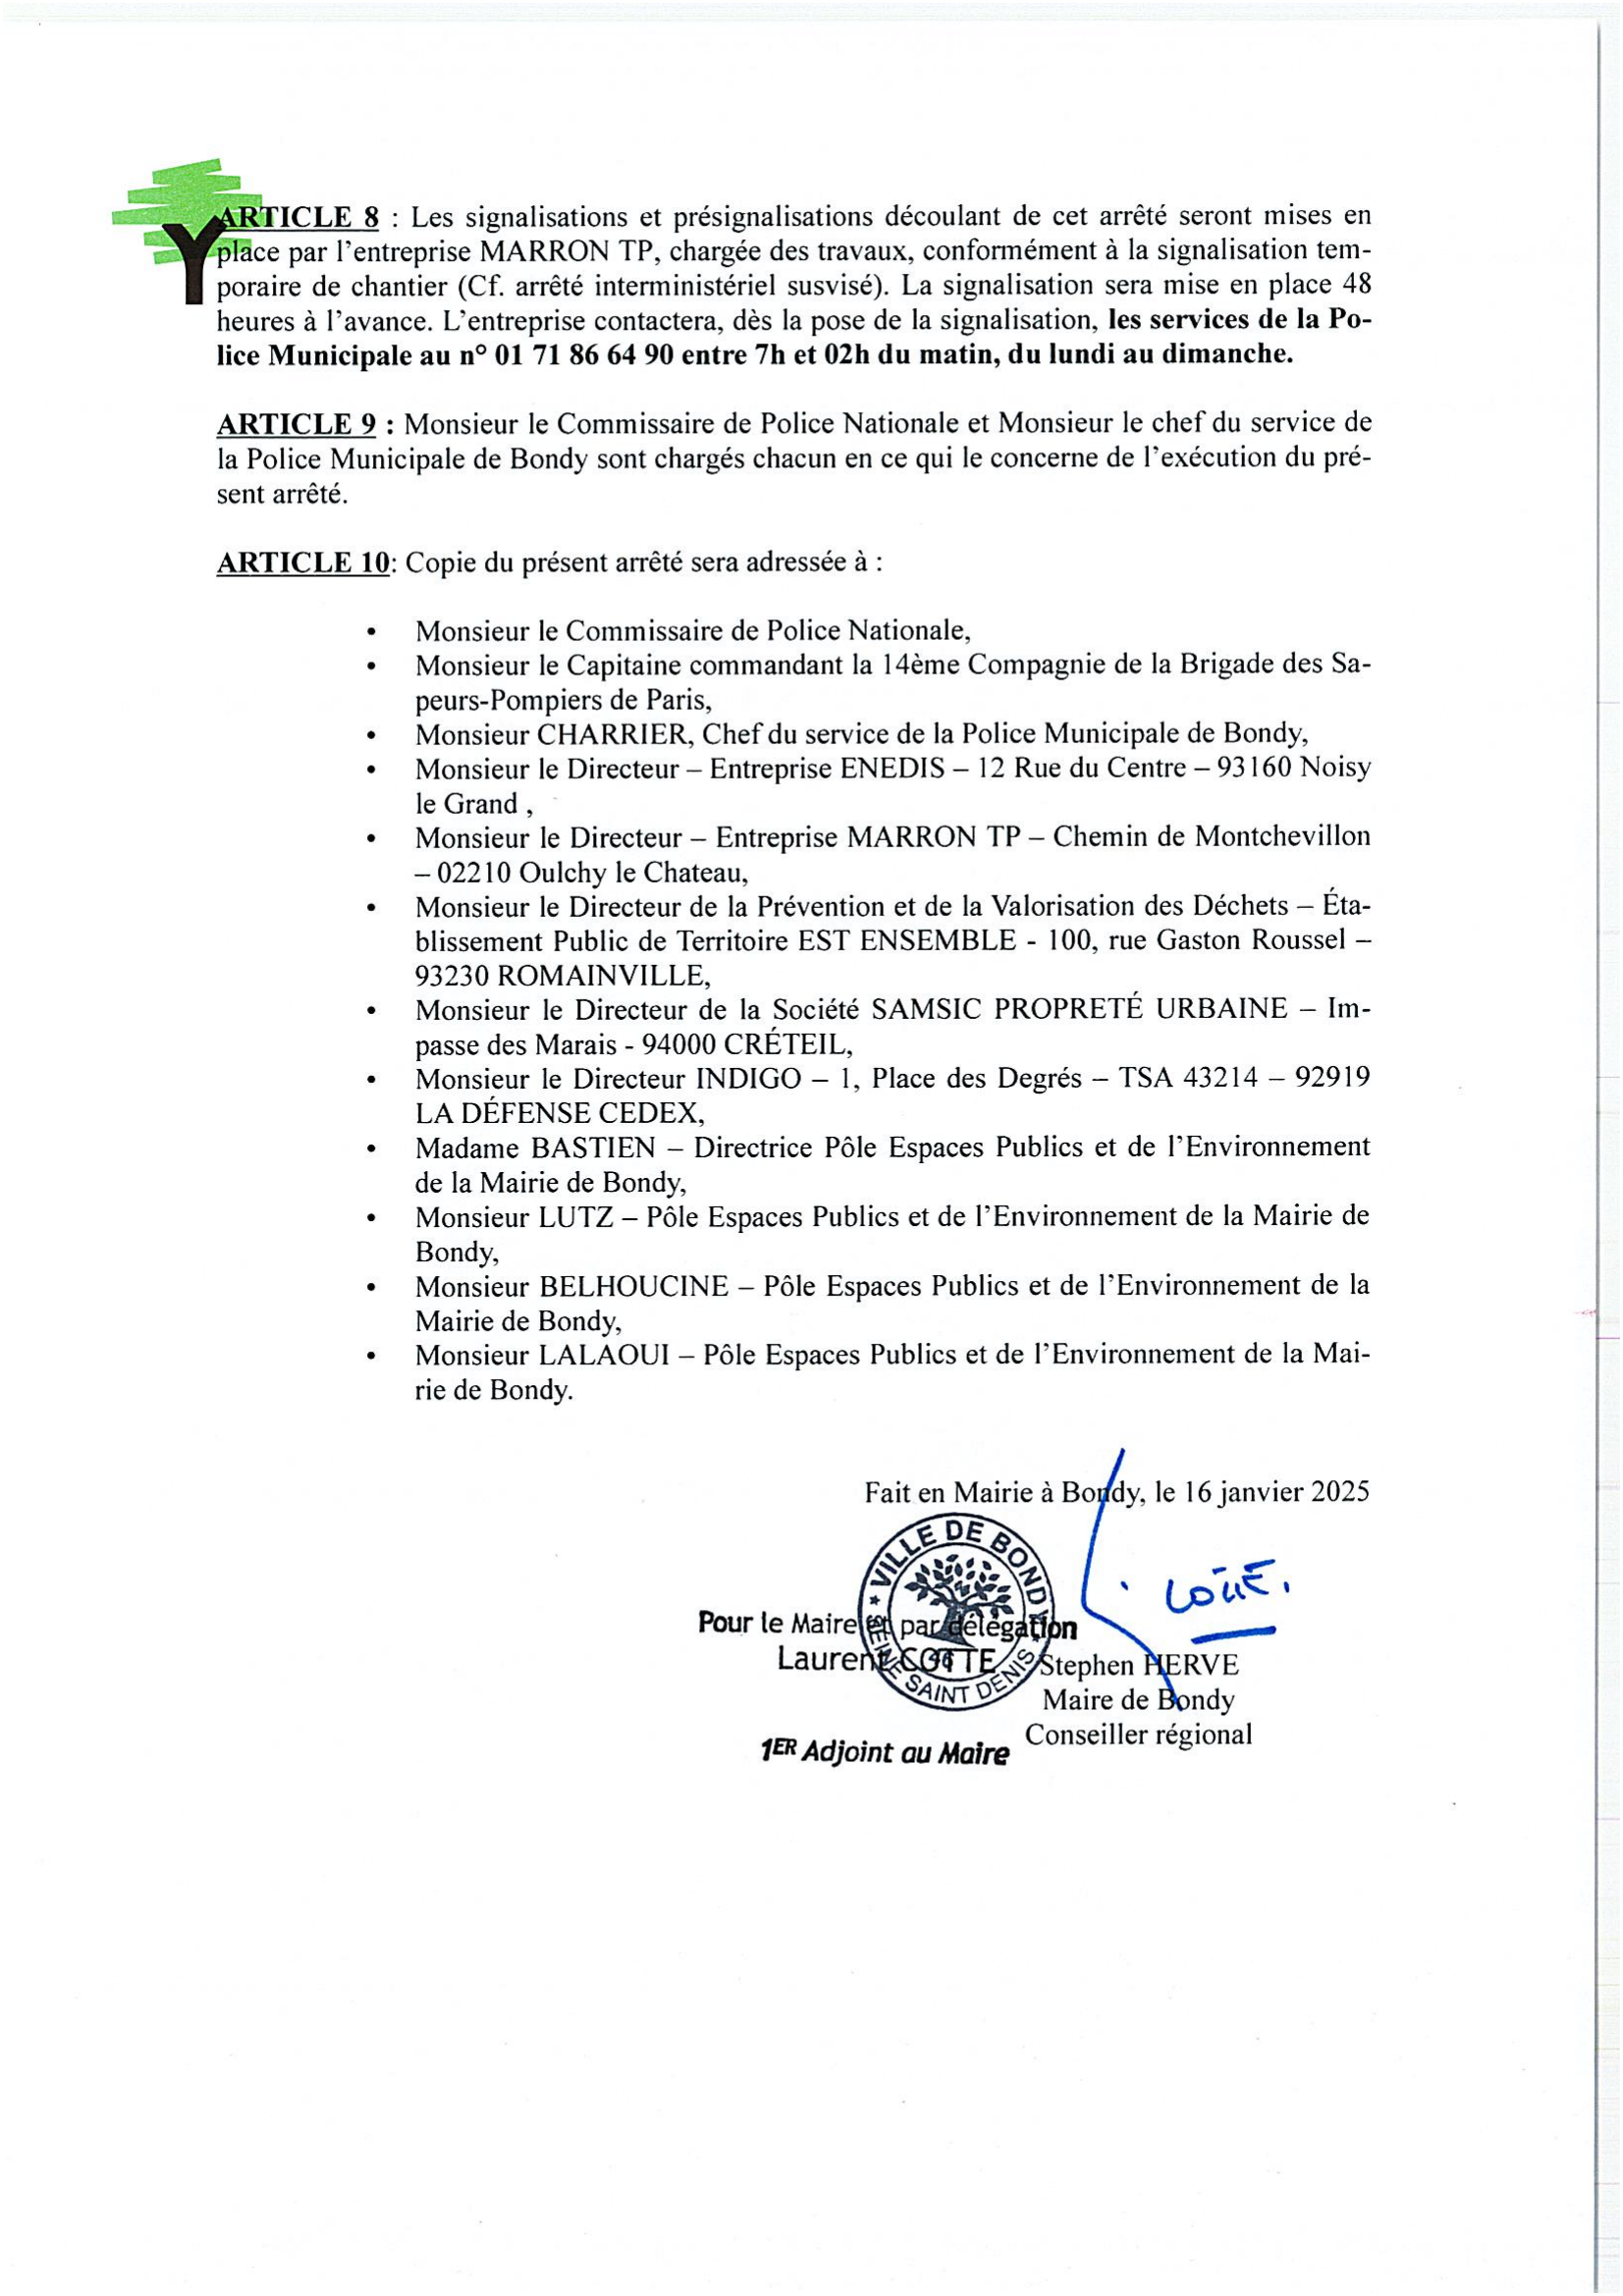 ARTICLE 8 : Les signalisations et présignalisations découlant de cet arrêté seront mises en
place par l'entreprise MARRON TP, chargée des travaux, conformément à la signalisation tem-
poraire de chantier (Cf. arrêté interministériel susvisé). La signalisation sera mise en place 48
heures à l'avance. L'entreprise contactera, dès la pose de la signalisation, les services de la Po-
lice Municipale au n° 01 71 86 64 90 entre 7h et 02h du matin, du lundi au dimanche.
ARTICLE 9 : Monsieur le Commissaire de Police Nationale et Monsieur le chef du service de
la Police Municipale de Bondy sont chargés chacun en ce qui le concerne de l'exécution du pré-
sent arrêté.
ARTICLE 10: Copie du présent arrêté sera adressée à :
• Monsieur le Commissaire de Police Nationale,
• Monsieur le Capitaine commandant la 14ème Compagnie de la Brigade des Sa-
peurs-Pompiers de Paris,
• Monsieur CHARRIER, Chef du service de la Police Municipale de Bondy,
• Monsieur le Directeur – Entreprise ENEDIS – 12 Rue du Centre – 93160 Noisy
le Grand ,
• Monsieur le Directeur – Entreprise MARRON TP – Chemin de Montchevillon
– 02210 Oulchy le Chateau,
• Monsieur le Directeur de la Prévention et de la Valorisation des Déchets – Éta-
blissement Public de Territoire EST ENSEMBLE - 100, rue Gaston Roussel –
93230 ROMAINVILLE,
• Monsieur le Directeur de la Société SAMSIC PROPRETÉ URBAINE – Im-
passe des Marais - 94000 CRÉTEIL,
• Monsieur le Directeur INDIGO – 1, Place des Degrés – TSA 43214 – 92919
LA DÉFENSE CEDEX,
• Madame BASTIEN – Directrice Pôle Espaces Publics et de l'Environnement
de la Mairie de Bondy,
• Monsieur LUTZ – Pôle Espaces Publics et de l'Environnement de la Mairie de
Bondy,
• Monsieur BELHOUCINE – Pôle Espaces Publics et de l'Environnement de la
Mairie de Bondy,
• Monsieur LALAOUI – Pôle Espaces Publics et de l'Environnement de la Mai-
rie de Bondy.
Fait en Mairie à Bondy, le 16 janvier 2025
VILLE DE BONDY
SEINE SAINT DENIS
46
Pour le Maire et par délégation
Laurent COTTE
1ER Adjoint au Maire
Stephen HERVE
Maire de Bondy
Conseiller régional